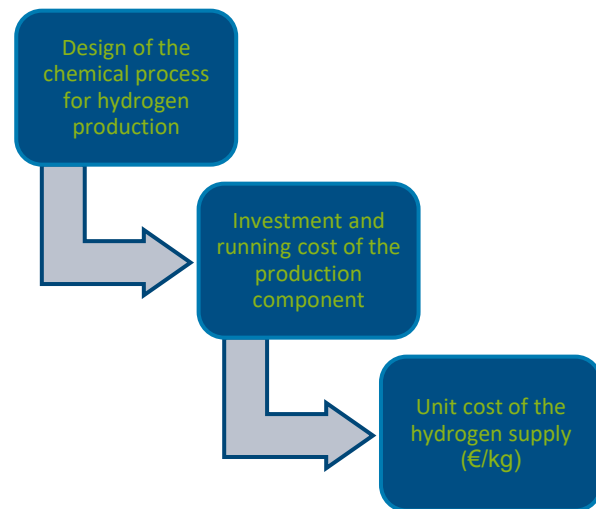 Design of the
chemical process
for hydrogen
production
Investment and
running cost of the
production
component
Unit cost of the
hydrogen supply
(€/kg)